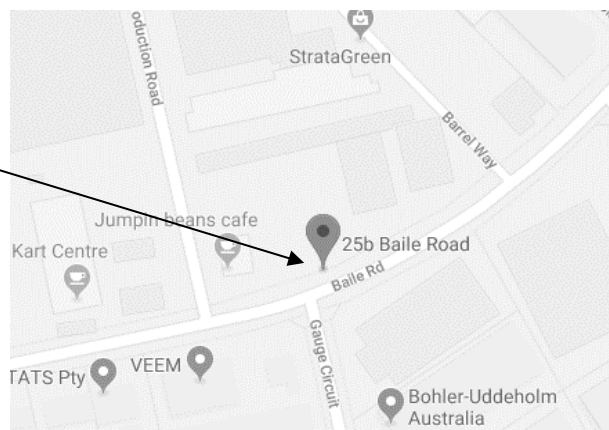 oduction Road
StrataGreen
Barrel Way
Jumpin beans cafe
25b Baile Road
Kart Centre
Baile Rd
Gauge Circuit
TATS Pty
VEEM
Bohler-Uddeholm
Australia